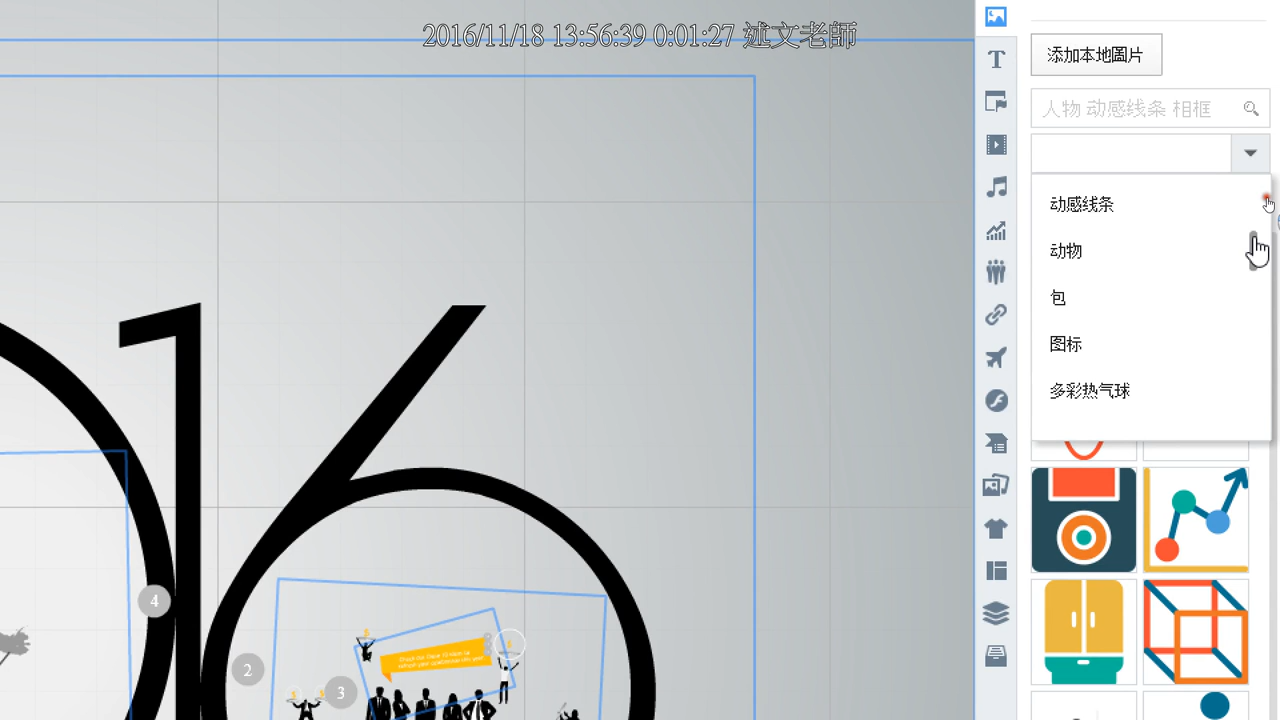 2016/11/18 13:56:39 0:01:27 述文老師
添加本地圖片
人物 动感线条 相框
动感线条
动物
包
图标
多彩热气球
16
4
2
3